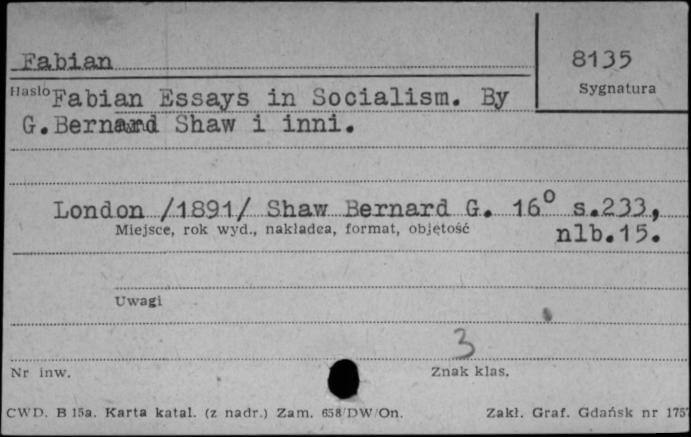 Fabian
8135
Hasło
Sygnatura
Fabian Essays in Socialism. By
G.Bernard Shaw i inni.
London /1891/ Shaw Bernard G. 16° s.233,
Miejsce, rok wyd., nakładca, format, objętość
nlb.15.
Uwagi
3
Nr inw.
Znak klas.
CWD. B 15a. Karta katal. (z nadr.) Zam. 658/DW/On.
Zakł. Graf. Gdańsk nr 1757